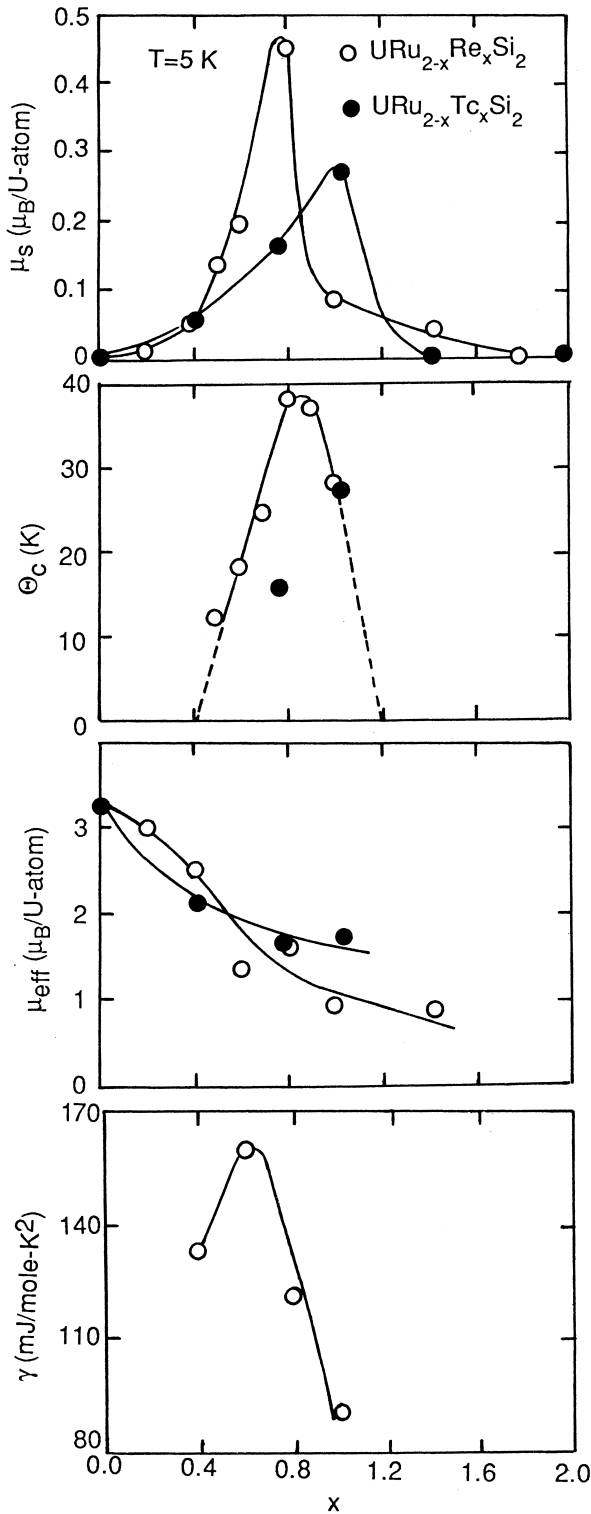 0.5
T=5 K
URu2-xRexSi2
0.4
URu2-xTcxSi2
0.3
0.2
0.1
0
μS (μB/U-atom)
40
30
20
10
0
ΘC (K)
3
2
1
0
μeff (μB/U-atom)
170
140
110
80
γ (mJ/mole-K2)
0.0 0.4 0.8 1.2 1.6 2.0
x